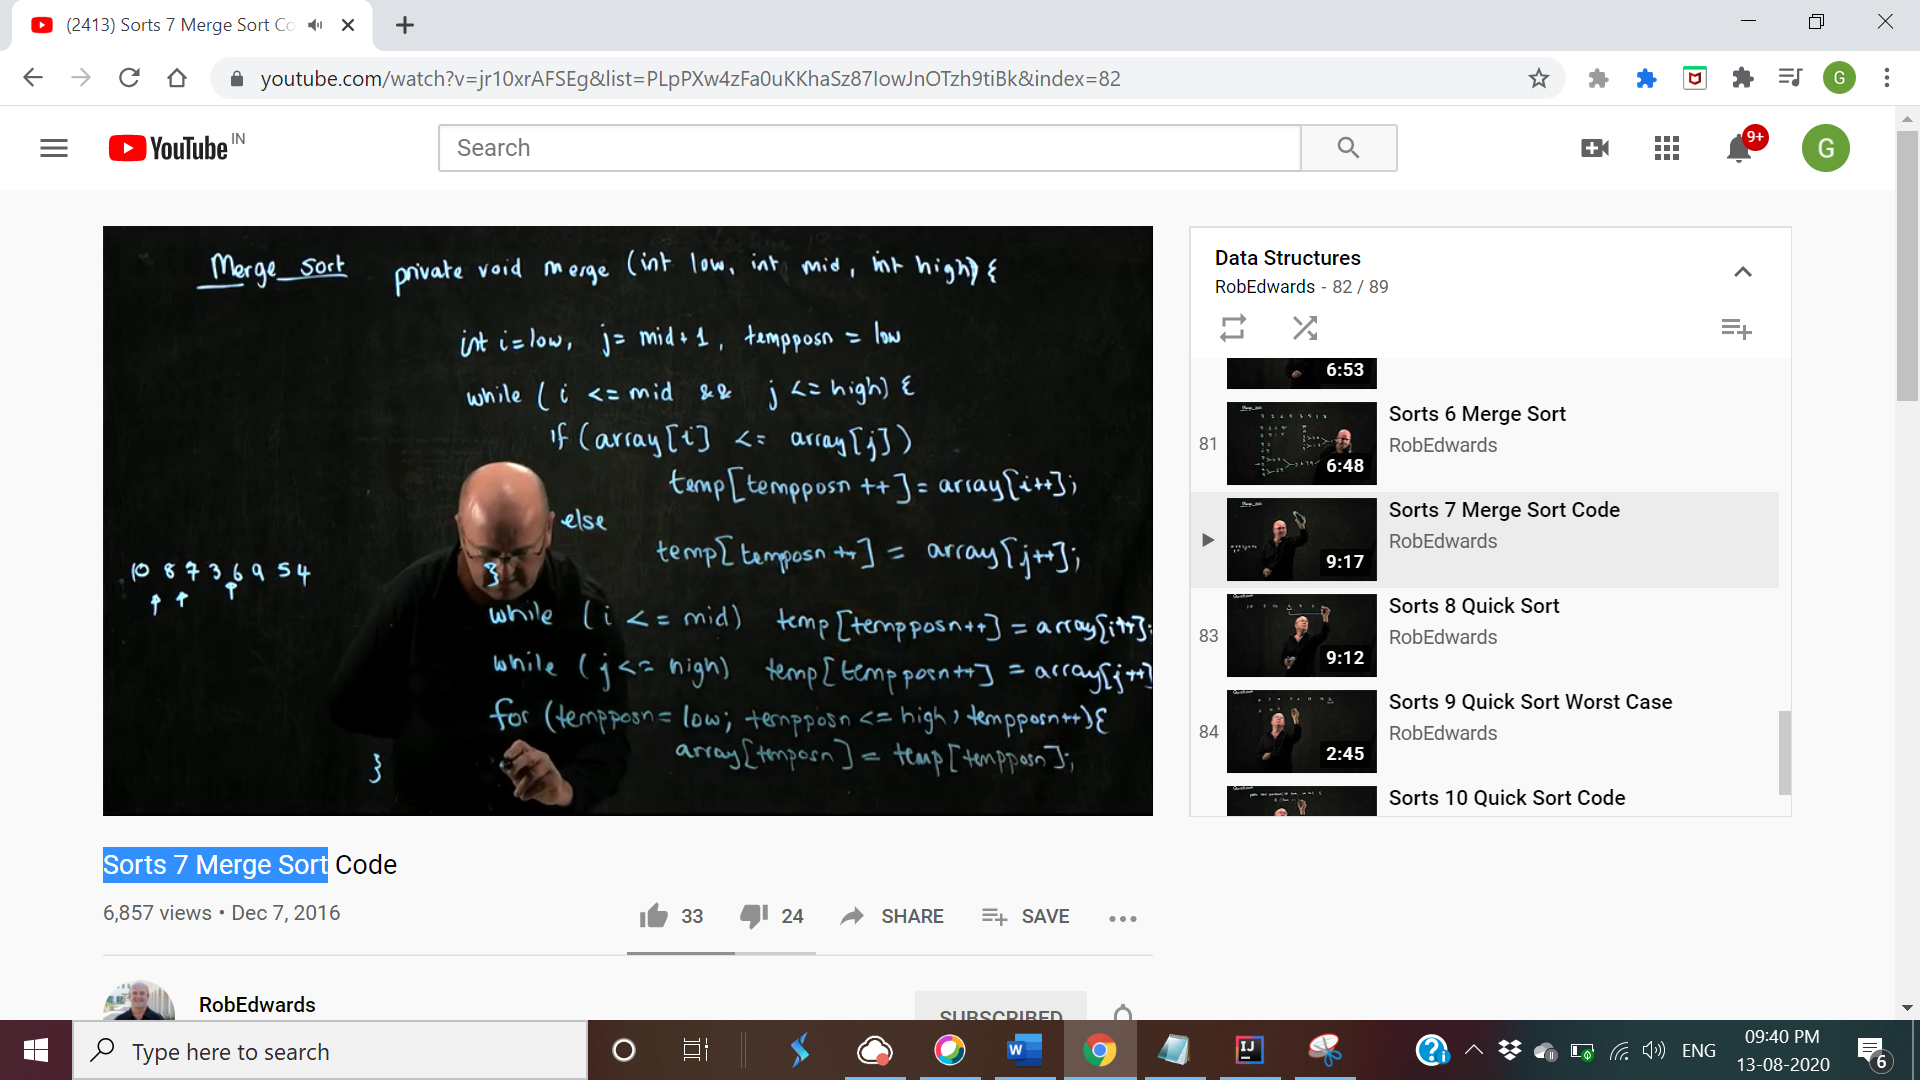 (2413) Sorts 7 Merge Sort Co
youtube.com/watch?v=jr10xrAFSEg&list=PLpPXw4zFa0uKKhaSz87IowJnOTzh9tiBk&index=82
G
YouTube IN
Search
9+
G
Merge Sort private void merge (int low, int mid, int high) {
int i=low, j= mid+1, tempposn = low
while ( i <= mid && j <= high) {
if (array[i] <= array[j])
temp[tempposn ++] = array[i++];
else
temp[temposn ++] = array[j++];
10 8 7 3 6 9 5 4
}
while ( i <= mid) temp[tempposn++] = array[i++];
while ( j <= high) temp[tempposn++] = array[j++]
for (tempposn= low; tempposn <= high; tempposn++){
array[temposn] = temp[tempposn];
}
Data Structures
RobEdwards - 82 / 89
6:53
81
6:48
Sorts 6 Merge Sort
RobEdwards
9:17
Sorts 7 Merge Sort Code
RobEdwards
83
9:12
Sorts 8 Quick Sort
RobEdwards
84
2:45
Sorts 9 Quick Sort Worst Case
RobEdwards
Sorts 10 Quick Sort Code
Sorts 7 Merge Sort Code
6,857 views • Dec 7, 2016
33 24 SHARE SAVE
RobEdwards
SUBSCRIBED
Type here to search
W
IJ
ENG
09:40 PM
13-08-2020
6